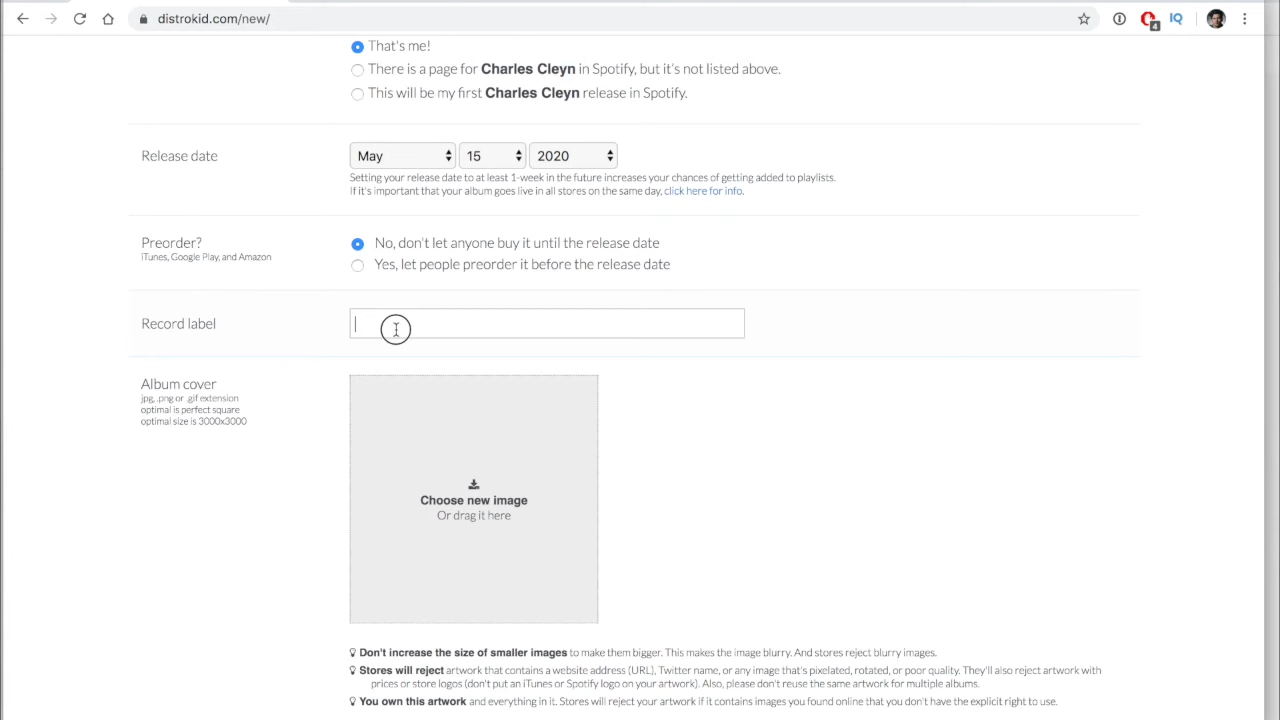 distrokid.com/new/
4
IQ
That's me!
There is a page for Charles Cleyn in Spotify, but it's not listed above.
This will be my first Charles Cleyn release in Spotify.
Release date
May 15 2020
Setting your release date to at least 1-week in the future increases your chances of getting added to playlists.
If it's important that your album goes live in all stores on the same day, click here for info.
Preorder?
iTunes, Google Play, and Amazon
No, don't let anyone buy it until the release date
Yes, let people preorder it before the release date
Record label
Album cover
jpg, .png or .gif extension
optimal is perfect square
optimal size is 3000x3000
Choose new image
Or drag it here
Don't increase the size of smaller images to make them bigger. This makes the image blurry. And stores reject blurry images.
Stores will reject artwork that contains a website address (URL), Twitter name, or any image that's pixelated, rotated, or poor quality. They'll also reject artwork with
prices or store logos (don't put an iTunes or Spotify logo on your artwork). Also, please don't reuse the same artwork for multiple albums.
You own this artwork and everything in it. Stores will reject your artwork if it contains images you found online that you don't have the explicit right to use.